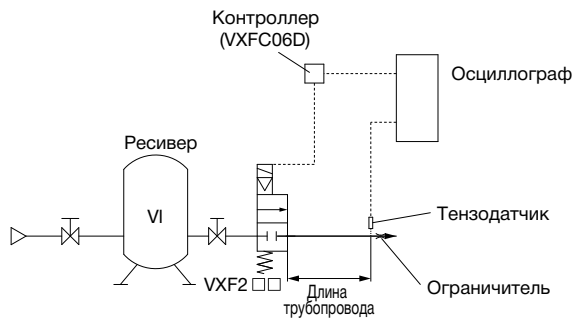 Контроллер
(VXFC06D)
Осциллограф
Ресивер
VI
Тензодатчик
VXF2 □□
Длина
трубопровода
Ограничитель